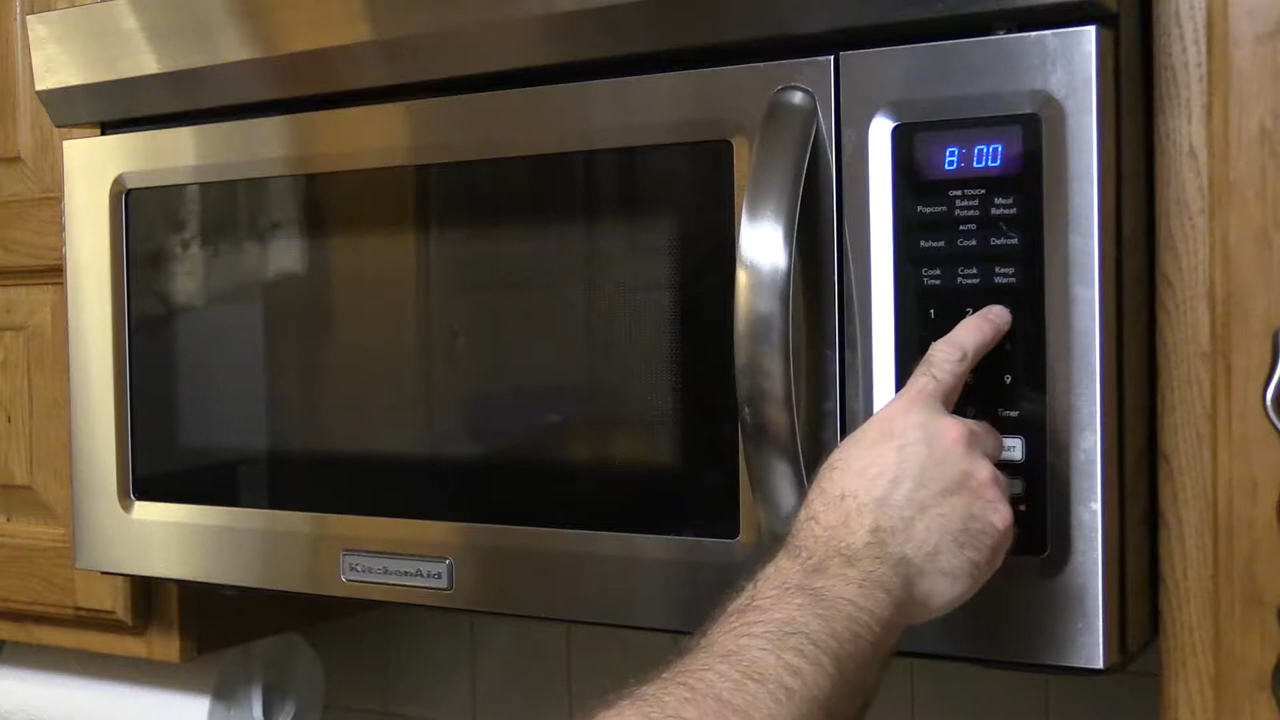 8:00
ONE TOUCH
Popcorn Baked Potato Meal Reheat
AUTO
Reheat Cook Defrost
Cook Time Cook Power Keep Warm
1 2
9
Timer
KitchenAid